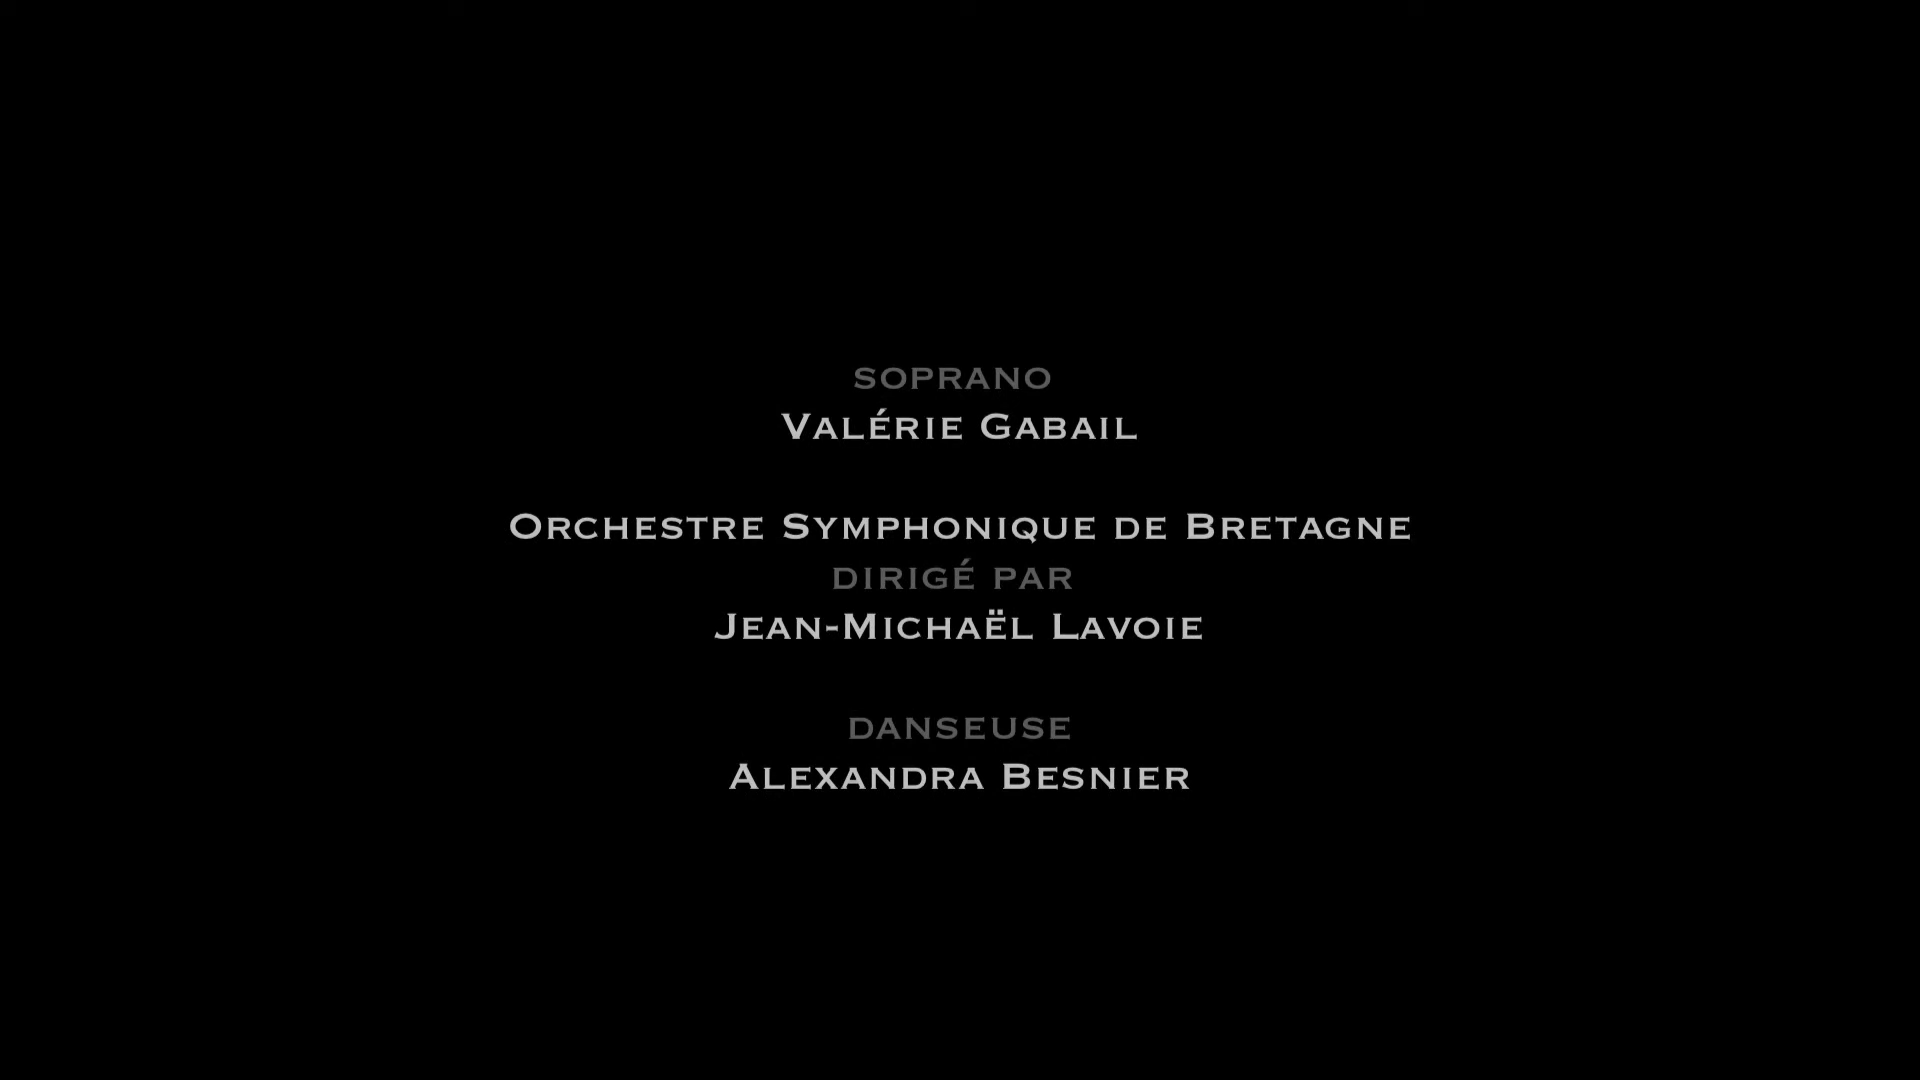 SOPRANO
VALÉRIE GABAIL
ORCHESTRE SYMPHONIQUE DE BRETAGNE
DIRIGÉ PAR
JEAN-MICHAËL LAVOIE
DANSEUSE
ALEXANDRA BESNIER